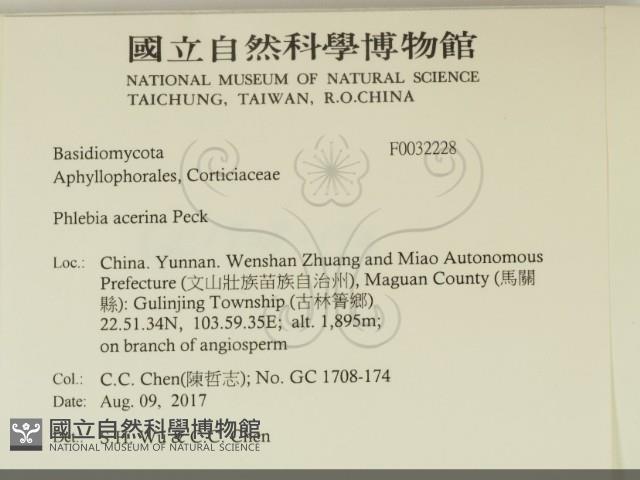 國立自然科學博物館
NATIONAL MUSEUM OF NATURAL SCIENCE
TAICHUNG, TAIWAN, R.O.CHINA
Basidiomycota F0032228
Aphyllophorales, Corticiaceae
Phlebia acerina Peck
Loc.: China. Yunnan. Wenshan Zhuang and Miao Autonomous
Prefecture (文山壯族苗族自治州), Maguan County (馬關
縣): Gulinjing Township (古林箐鄉)
22.51.34N, 103.59.35E; alt. 1,895m;
on branch of angiosperm
Col.: C.C. Chen(陳哲志); No. GC 1708-174
Date: Aug. 09, 2017
Det.: S.H. Wu & C.C. Chen
國立自然科學博物館
NATIONAL MUSEUM OF NATURAL SCIENCE